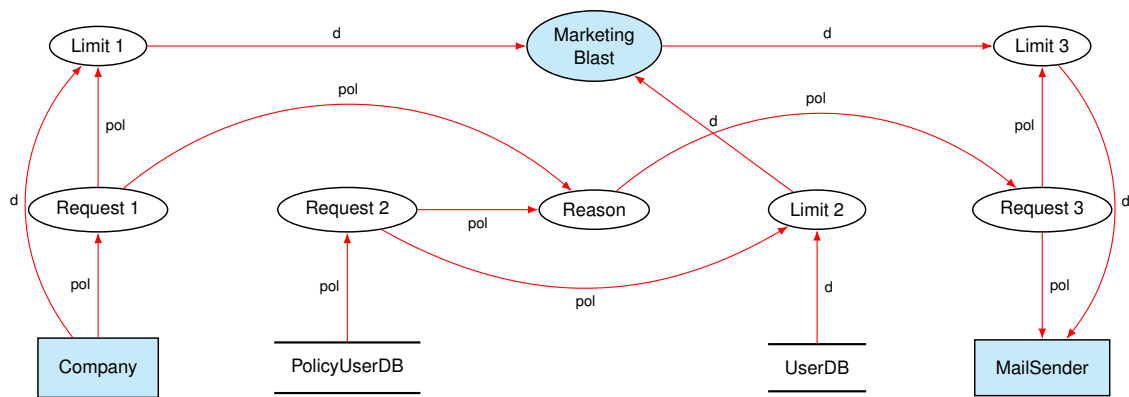 d
Marketing
Blast
d
Limit 1
Limit 3
pol
pol
pol
d
pol
d
Request 1
Request 2
pol
Reason
Limit 2
Request 3
d
pol
pol
pol
d
pol
Company
PolicyUserDB
UserDB
MailSender